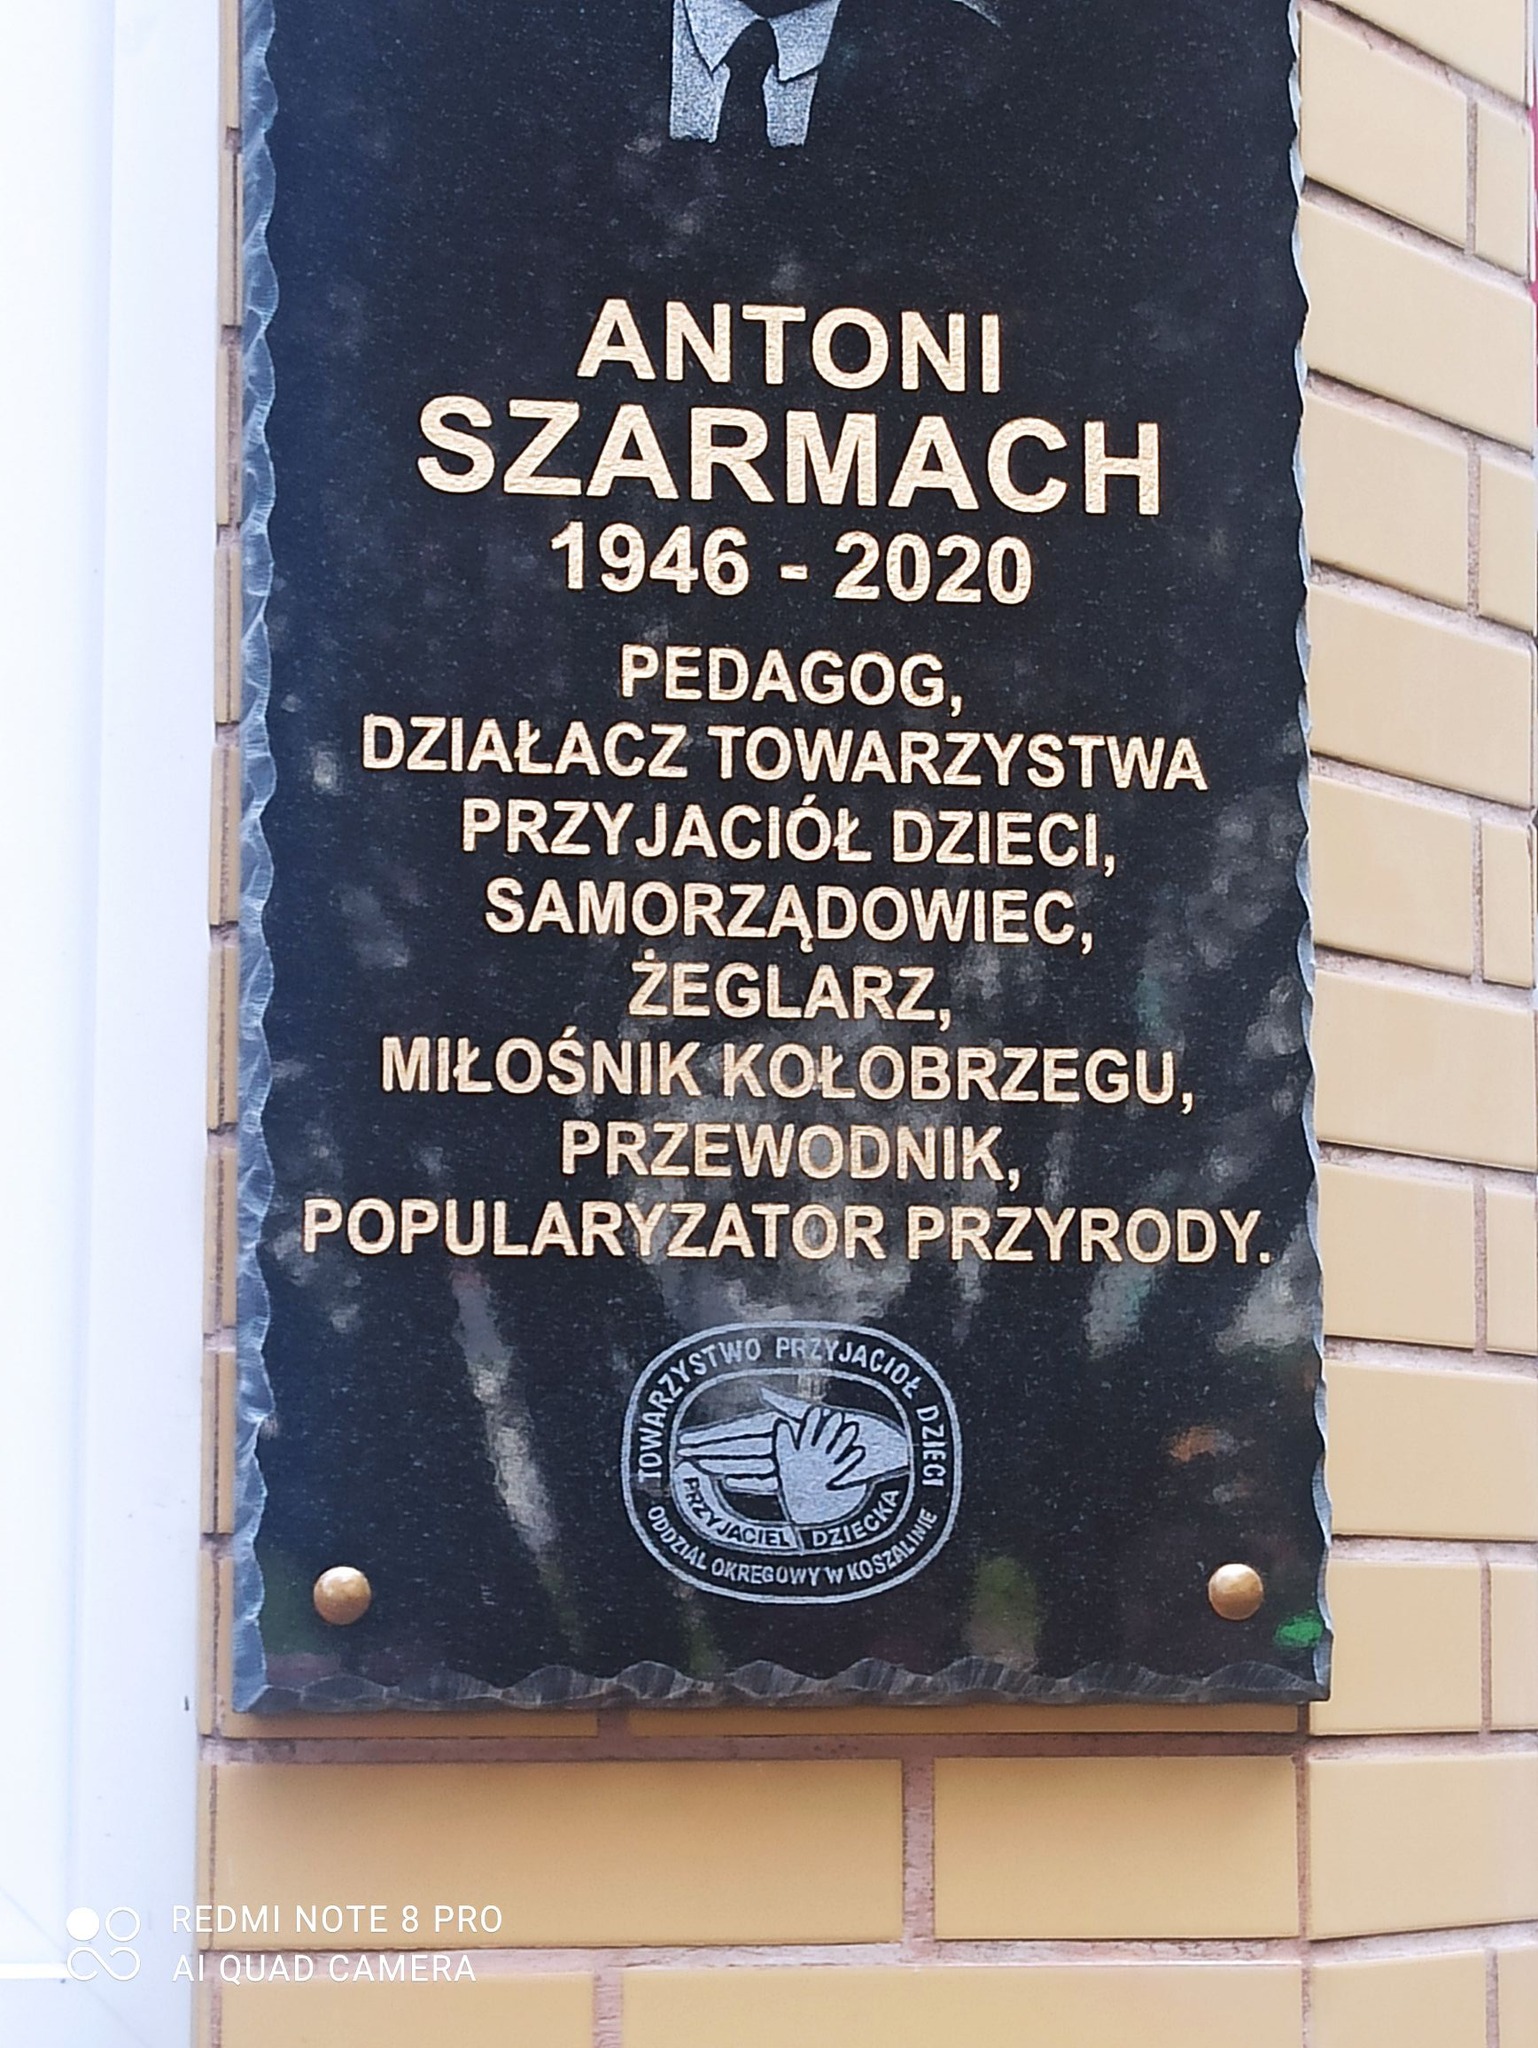 ANTONI
SZARMACH
1946 - 2020
PEDAGOG,
DZIAŁACZ TOWARZYSTWA
PRZYJACIÓŁ DZIECI,
SAMORZĄDOWIEC,
ŻEGLARZ,
MIŁOŚNIK KOŁOBRZEGU,
PRZEWODNIK,
POPULARYZATOR PRZYRODY.
TOWARZYSTWO PRZYJACIÓŁ DZIECI
PRZYJACIEL DZIECKA
ODDZIAŁ OKRĘGOWY W KOSZALINIE
REDMI NOTE 8 PRO
AI QUAD CAMERA